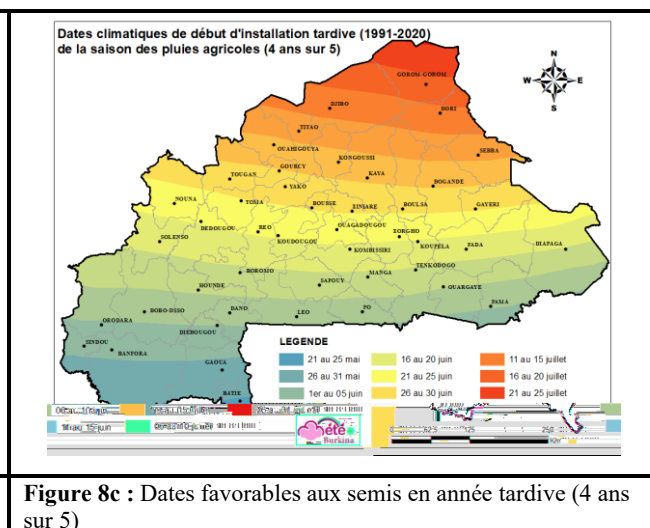 Dates climatiques de début d'installation tardive (1991-2020)
de la saison des pluies agricoles (4 ans sur 5)
N
W
E
S
GOROM-GOROM
DJIBO
DORI
TITAO
OUAHIGOUYA
SEBBA
KONGOUSSI
GOURCY
TOUGAN
KAYA
YAKO
BOGANDE
NOUNA
TOMA
BOUSSE
ZINIARE
BOULSA
GAYERI
DEDOUGOU
REO
OUAGADOUGOU
ZORGHO
SOLENSO
KOUDOUGOU
KOMBISSIRI
KOUPELA
FADA
DIAPAGA
BOROMO
MANGA
TENKODOGO
HOUNDE
SAPOUY
OUARGAYE
BOBO-DISO
DANO
LEO
PO
PAMA
ORODARA
DIEBOUGOU
SINDOU
BANFORA
GAOUA
BATIE
LEGENDE
21 au 25 mai
16 au 20 juin
11 au 15 juillet
26 au 31 mai
21 au 25 juin
16 au 20 juillet
1er au 05 juin
26 au 30 juin
21 au 25 juillet
juin
Météo
Burkina
Figure 8c : Dates favorables aux semis en année tardive (4 ans
sur 5)